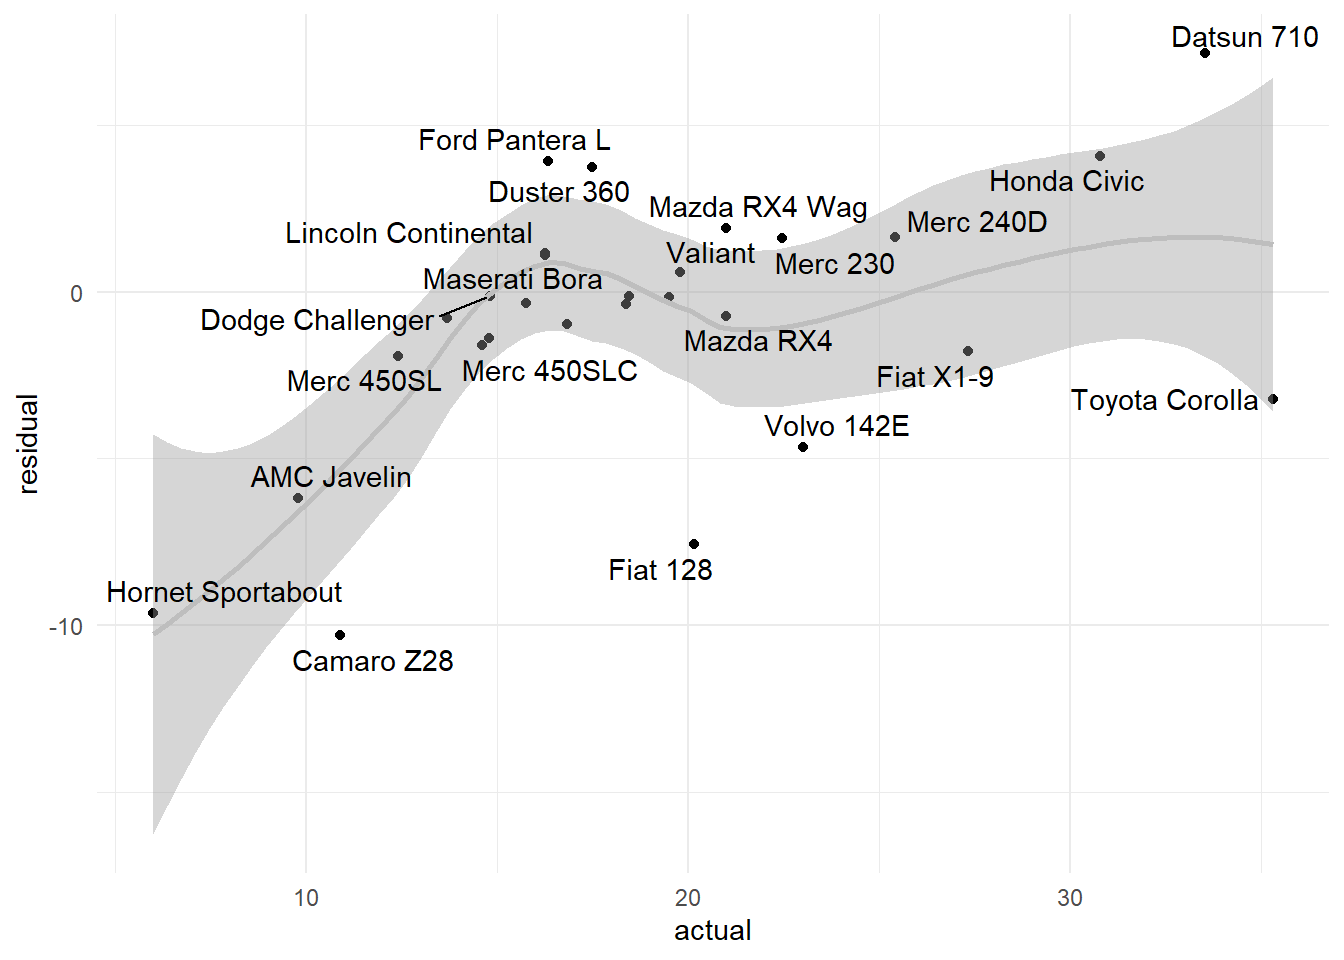 Datsun 710
Ford Pantera L
Honda Civic
Duster 360
Mazda RX4 Wag
Merc 240D
Lincoln Continental
Valiant
Merc 230
Maserati Bora
0
Dodge Challenger
Mazda RX4
Merc 450SLC
Merc 450SL
Fiat X1-9
Toyota Corolla
Volvo 142E
residual
AMC Javelin
Fiat 128
Hornet Sportabout
-10
Camaro Z28
10
20
30
actual